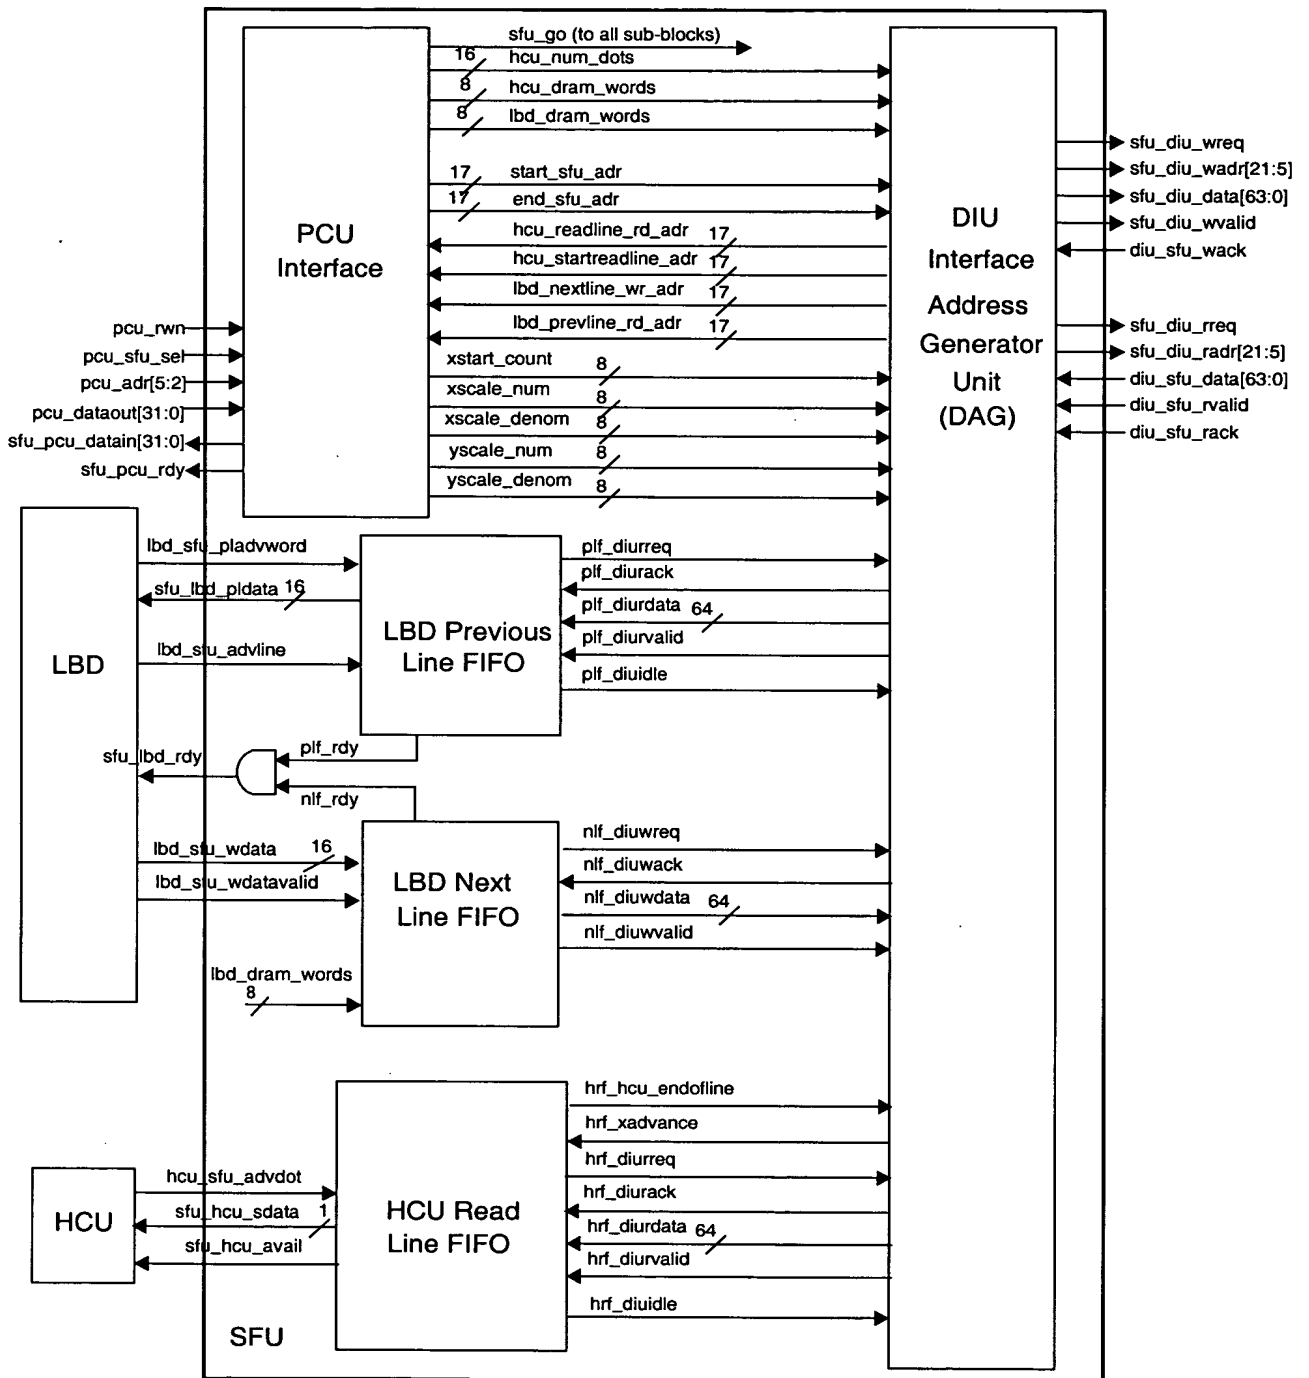 sfu_go (to all sub-blocks)
16
hcu_num_dots
8
hcu_dram_words
8
lbd_dram_words
17
start_sfu_adr
17
end_sfu_adr
hcu_readline_rd_adr
17
hcu_startreadline_adr
17
lbd_nextline_wr_adr
17
lbd_prevline_rd_adr
17
xstart_count
8
xscale_num
8
xscale_denom
8
yscale_num
8
yscale_denom
8
PCU
Interface
pcu_rwn
pcu_sfu_sel
pcu_adr[5:2]
pcu_dataout[31:0]
sfu_pcu_datain[31:0]
sfu_pcu_rdy
DIU
Interface
Address
Generator
Unit
(DAG)
sfu_diu_wreq
sfu_diu_wadr[21:5]
sfu_diu_data[63:0]
sfu_diu_wvalid
diu_sfu_wack
sfu_diu_rreq
sfu_diu_radr[21:5]
diu_sfu_data[63:0]
diu_sfu_rvalid
diu_sfu_rack
LBD
lbd_sfu_pladvword
sfu_lbd_pldata
16
lbd_sfu_advline
LBD Previous
Line FIFO
plf_diurreq
plf_diurack
plf_diurdata
64
plf_diurvalid
plf_diuidle
sfu_lbd_rdy
plf_rdy
nlf_rdy
lbd_sfu_wdata
16
lbd_sfu_wdatavalid
lbd_dram_words
8
LBD Next
Line FIFO
nlf_diuwreq
nlf_diuwack
nlf_diuwdata
64
nlf_diuwvalid
HCU
hcu_sfu_advdot
sfu_hcu_sdata
1
sfu_hcu_avail
HCU Read
Line FIFO
hrf_hcu_endofline
hrf_xadvance
hrf_diurreq
hrf_diurack
hrf_diurdata
64
hrf_diurvalid
hrf_diuidle
SFU